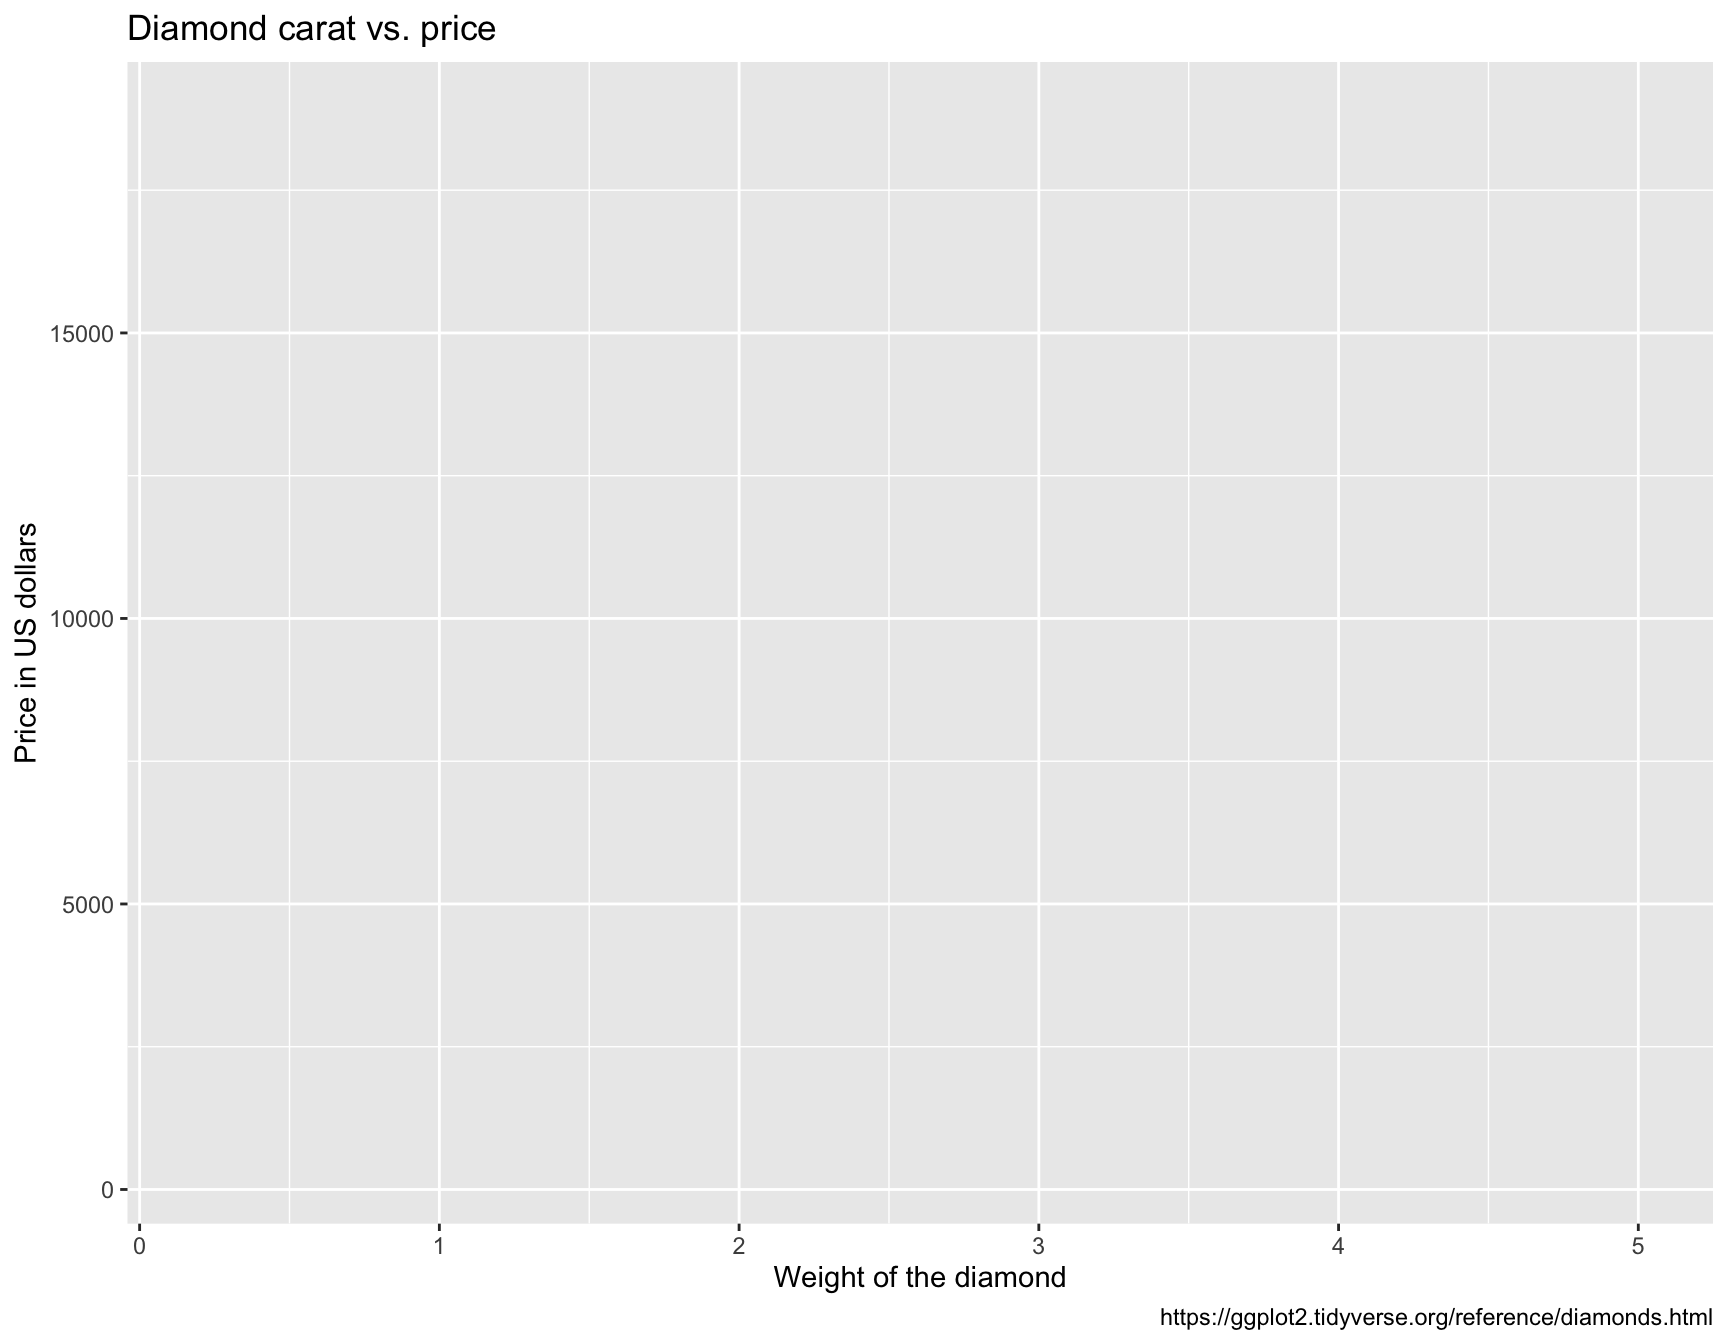 Diamond carat vs. price
15000
10000
5000
0
Price in US dollars
0 1 2 3 4 5
Weight of the diamond
https://ggplot2.tidyverse.org/reference/diamonds.html